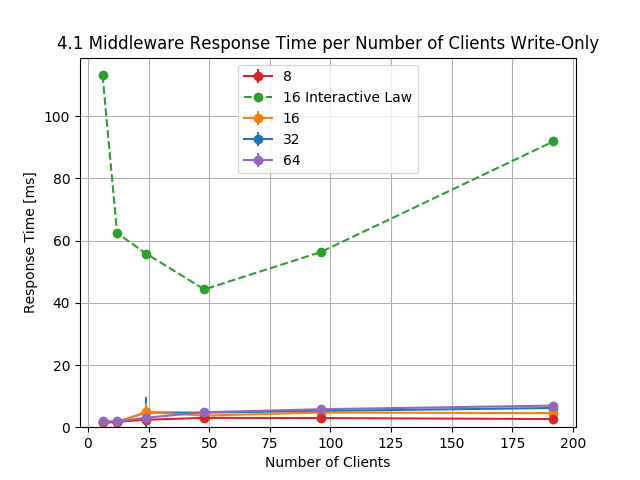 4.1 Middleware Response Time per Number of Clients Write-Only
8
16 Interactive Law
16
32
64
100
80
60
40
20
0
Response Time [ms]
0 25 50 75 100 125 150 175 200
Number of Clients